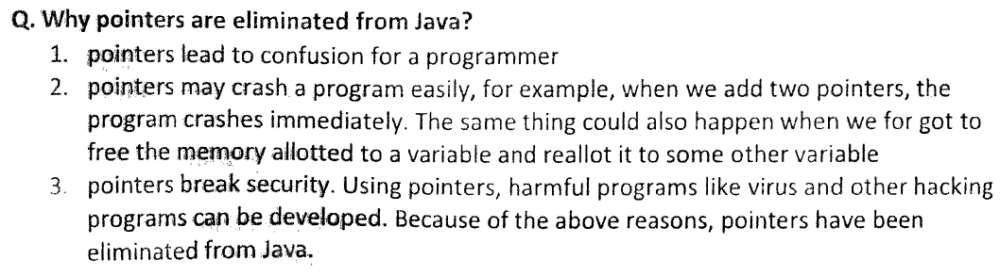 Q. Why pointers are eliminated from Java?
1. pointers lead to confusion for a programmer
2. pointers may crash a program easily, for example, when we add two pointers, the
program crashes immediately. The same thing could also happen when we for got to
free the memory allotted to a variable and reallot it to some other variable
3. pointers break security. Using pointers, harmful programs like virus and other hacking
programs can be developed. Because of the above reasons, pointers have been
eliminated from Java.